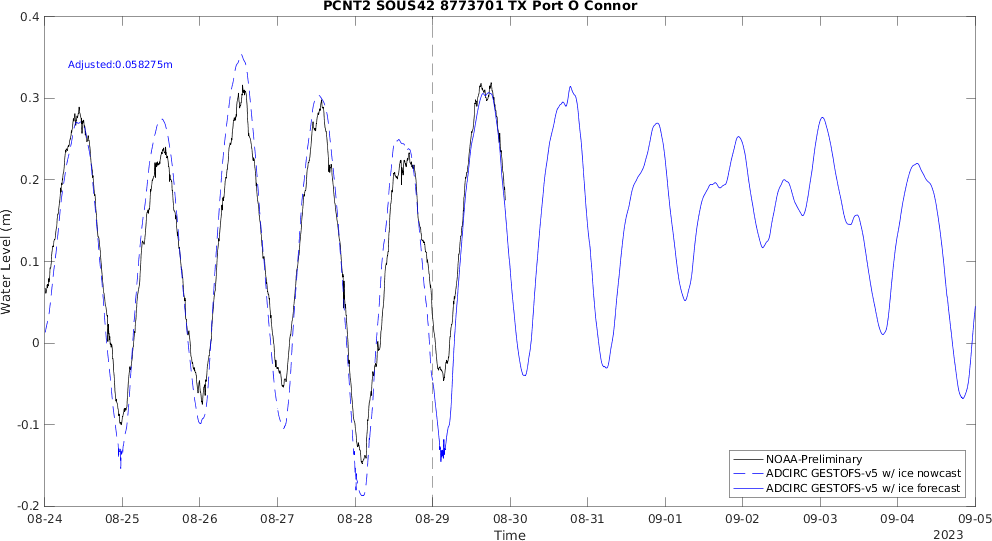 PCNT2 SOUS42 8773701 TX Port O Connor
Adjusted:0.058275m
Water Level (m)
0.4
0.3
0.2
0.1
0
-0.1
-0.2
NOAA-Preliminary
ADCIRC GESTOFS-v5 w/ ice nowcast
ADCIRC GESTOFS-v5 w/ ice forecast
08-24 08-25 08-26 08-27 08-28 08-29 08-30 08-31 09-01 09-02 09-03 09-04 09-05
Time
2023